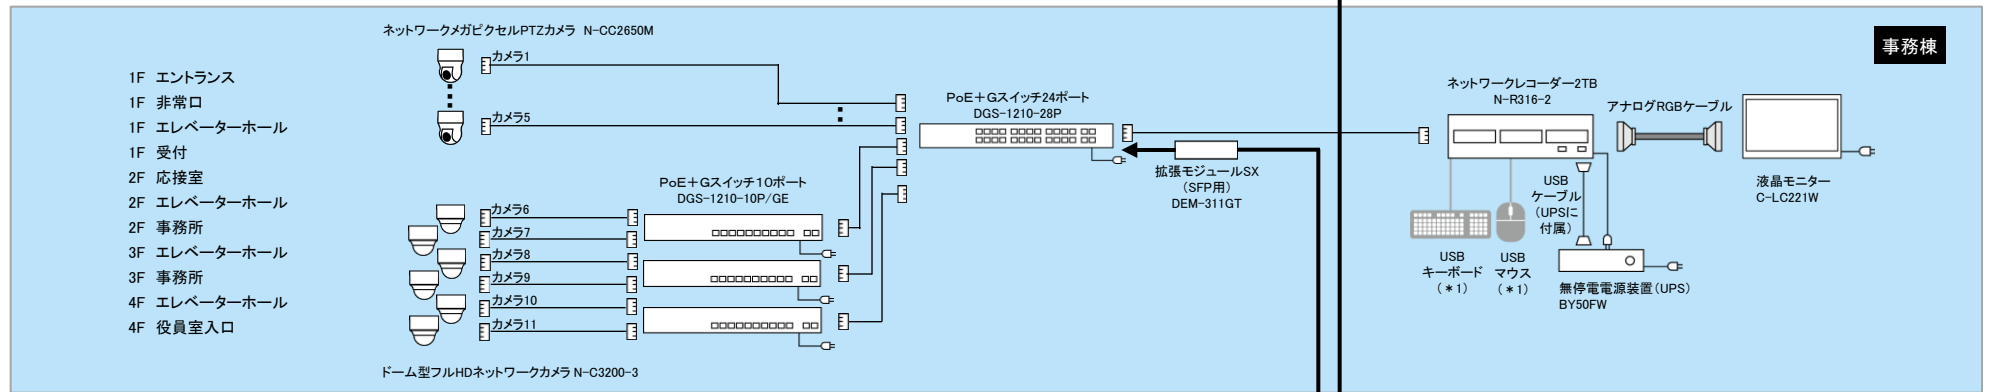 ネットワークメガピクセルPTZカメラ N-CC2650M
事務棟
1F エントランス
1F 非常口
1F エレベーターホール
1F 受付
2F 応接室
2F エレベーターホール
2F 事務所
3F エレベーターホール
3F 事務所
4F エレベーターホール
4F 役員室入口
カメラ1
カメラ5
カメラ6
カメラ7
カメラ8
カメラ9
カメラ10
カメラ11
ドーム型フルHDネットワークカメラ N-C3200-3
PoE+Gスイッチ10ポート
DGS-1210-10P/GE
PoE+Gスイッチ24ポート
DGS-1210-28P
拡張モジュールSX
(SFP用)
DEM-311GT
ネットワークレコーダー2TB
N-R316-2
アナログRGBケーブル
液晶モニター
C-LC221W
USB
ケーブル
(UPSに
付属)
USB
キーボード
(*1)
USB
マウス
(*1)
無停電電源装置(UPS)
BY50FW